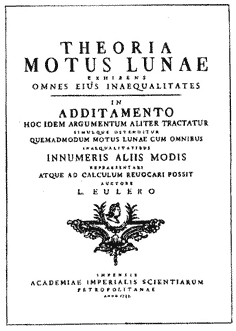 THEORIA
MOTUS LUNAE
EXHIBENS
OMNES EIUS INAEQUALITATES
IN
ADDITAMENTO
HOC IDEM ARGUMENTUM ALITER TRACTATUR
SIMULQUE OSTENDITUR
QUEMADMODUM MOTUS LUNAE CUM OMNIBUS
INAEQUALITATIBUS
INNUMERIS ALIIS MODIS
REPRAESENTARI
ATQUE AD CALCULUM REUOCARI POSSIT
AUCTORE
L. EULERO
IMPENSIS
ACADEMIAE IMPERIALIS SCIENTIARUM
PETROPOLITANAE
ANNO 1753.